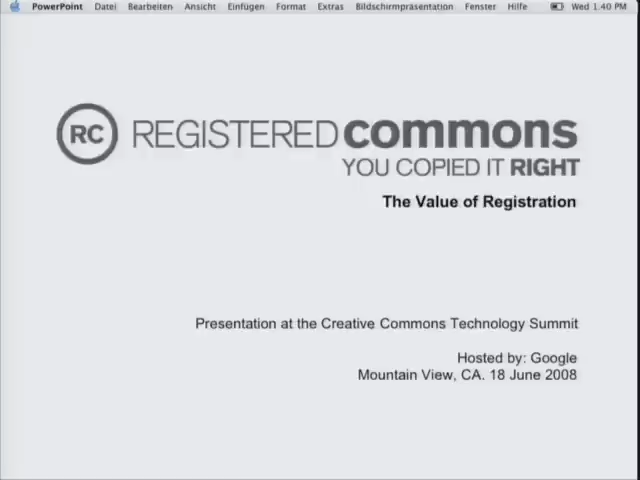 PowerPoint Datei Bearbeiten Ansicht Einfügen Format Extras Bildschirmpräsentation Fenster Hilfe Wed 1.40 PM
RC REGISTERED commons
YOU COPIED IT RIGHT
The Value of Registration
Presentation at the Creative Commons Technology Summit
Hosted by: Google
Mountain View, CA. 18 June 2008